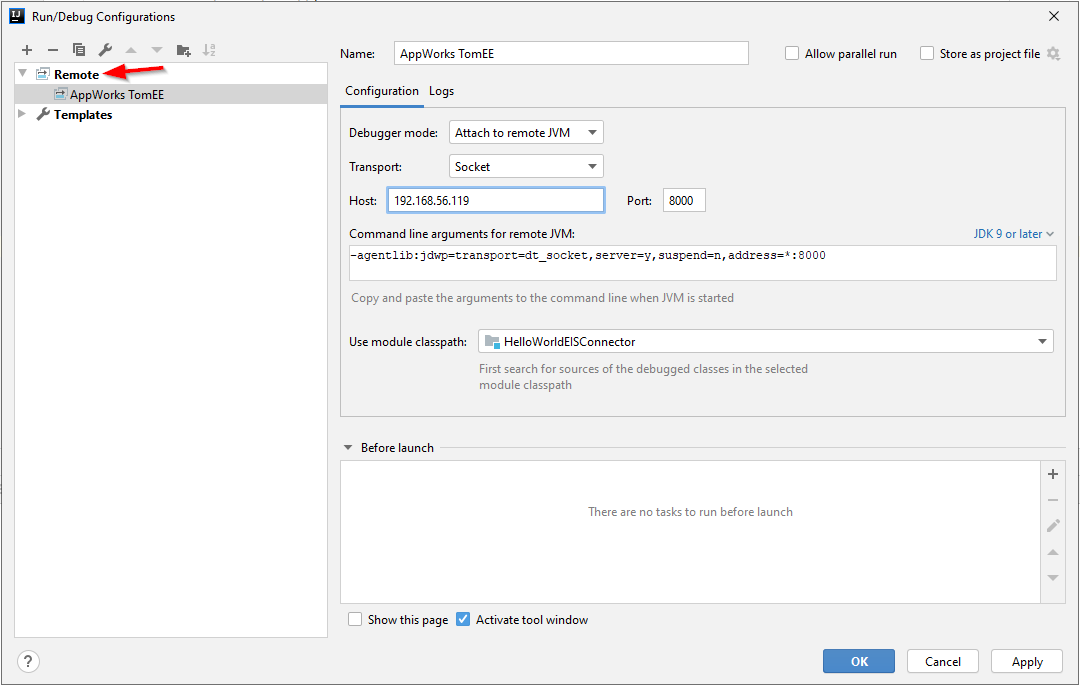 Run/Debug Configurations
Remote
AppWorks TomEE
Templates
Name: AppWorks TomEE
Allow parallel run
Store as project file
Configuration Logs
Debugger mode: Attach to remote JVM
Transport: Socket
Host: 192.168.56.119 Port: 8000
Command line arguments for remote JVM: JDK 9 or later
-agentlib:jdwp=transport=dt_socket,server=y,suspend=n,address=*:8000
Copy and paste the arguments to the command line when JVM is started
Use module classpath: HelloWorldEISConnector
First search for sources of the debugged classes in the selected
module classpath
Before launch
There are no tasks to run before launch
Show this page Activate tool window
? OK Cancel Apply